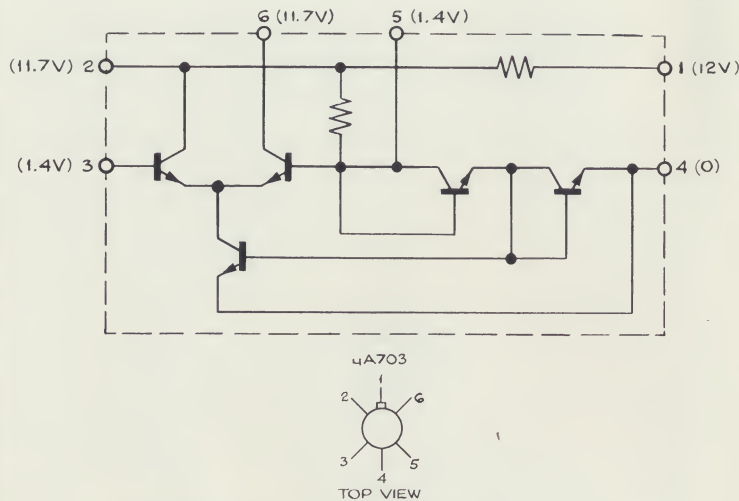 6 (11.7V) 5 (1.4V)
(11.7V) 2
1 (12V)
(1.4V) 3
4 (0)
μA703
1
2
6
3
5
4
TOP VIEW